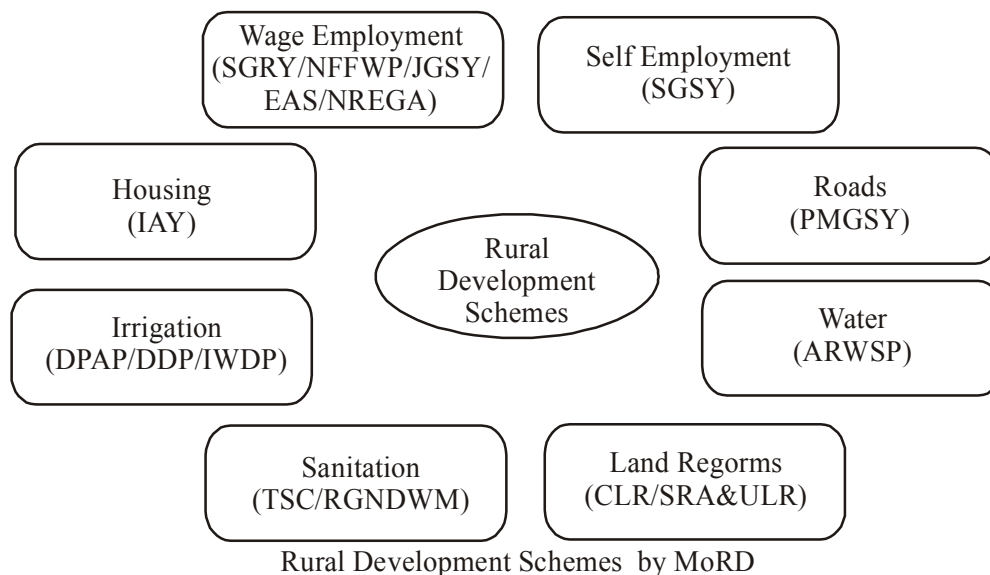 Wage Employment
(SGRY/NFFWP/JGSY/
EAS/NREGA)
Self Employment
(SGSY)
Housing
(IAY)
Roads
(PMGSY)
Rural
Development
Schemes
Irrigation
(DPAP/DDP/IWDP)
Water
(ARWSP)
Sanitation
(TSC/RGNDWM)
Land Regorms
(CLR/SRA&ULR)
Rural Development Schemes by MoRD